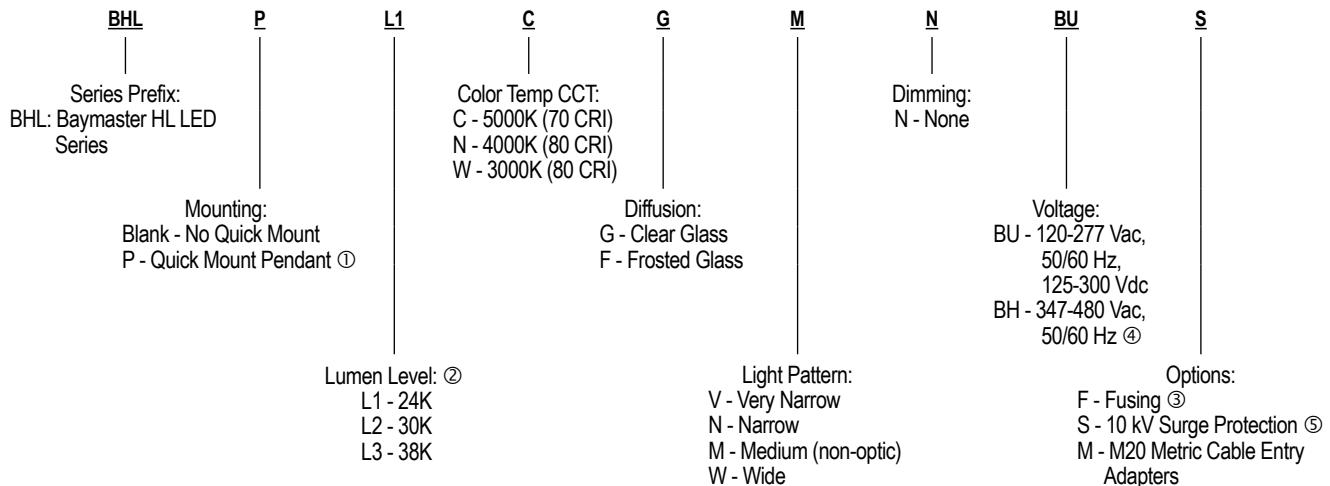 BHL P L1 C G M N BU S
Series Prefix:
BHL: Baymaster HL LED
Series
Color Temp CCT:
C - 5000K (70 CRI)
N - 4000K (80 CRI)
W - 3000K (80 CRI)
Dimming:
N - None
Mounting:
Blank - No Quick Mount
P - Quick Mount Pendant ①
Diffusion:
G - Clear Glass
F - Frosted Glass
Voltage:
BU - 120-277 Vac,
50/60 Hz,
125-300 Vdc
BH - 347-480 Vac,
50/60 Hz ④
Lumen Level: ②
L1 - 24K
L2 - 30K
L3 - 38K
Light Pattern:
V - Very Narrow
N - Narrow
M - Medium (non-optic)
W - Wide
Options:
F - Fusing ③
S - 10 kV Surge Protection ⑤
M - M20 Metric Cable Entry
Adapters